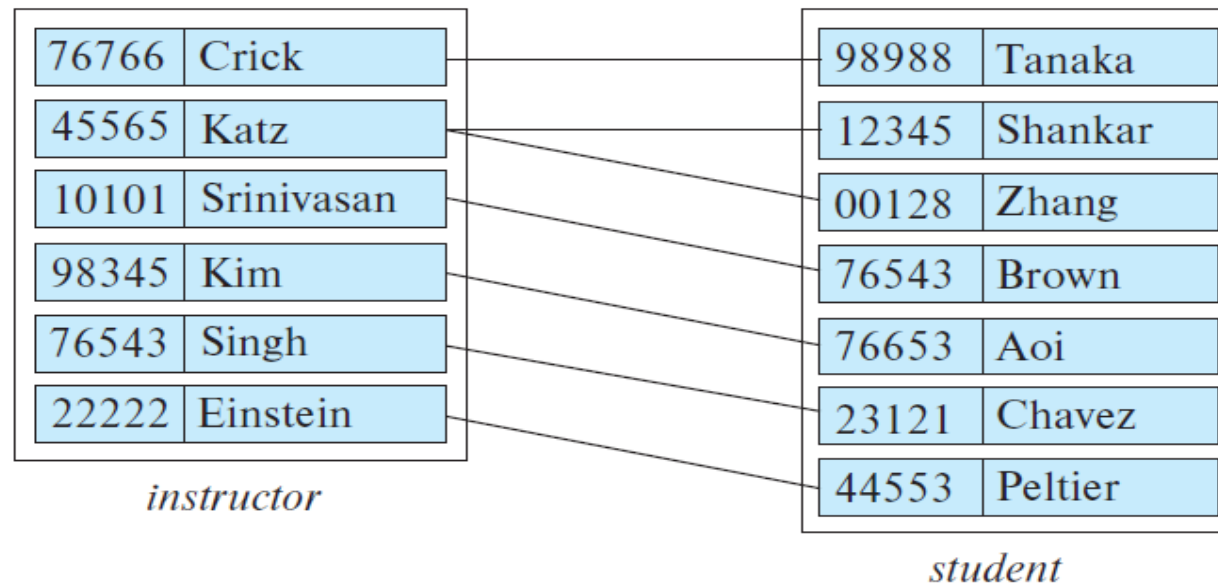 76766 Crick
45565 Katz
10101 Srinivasan
98345 Kim
76543 Singh
22222 Einstein
instructor
98988 Tanaka
12345 Shankar
00128 Zhang
76543 Brown
76653 Aoi
23121 Chavez
44553 Peltier
student